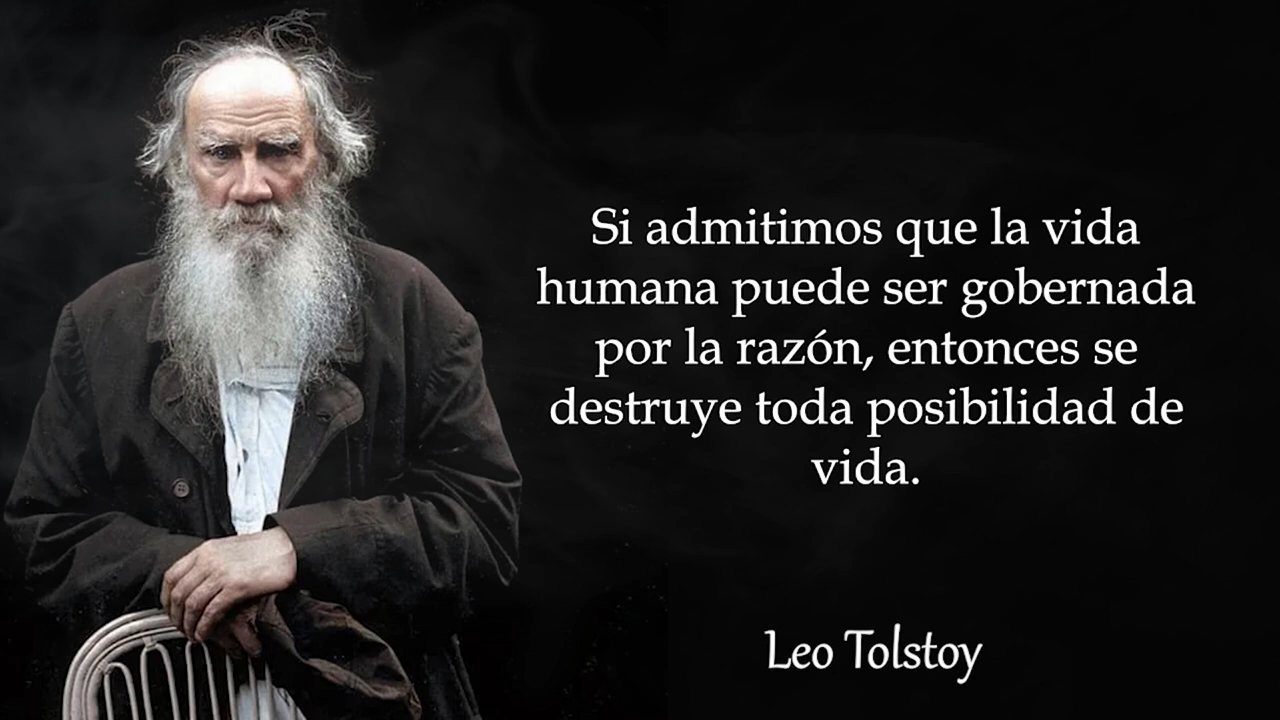 Si admitimos que la vida
humana puede ser gobernada
por la razón, entonces se
destruye toda posibilidad de
vida.
Leo Tolstoy